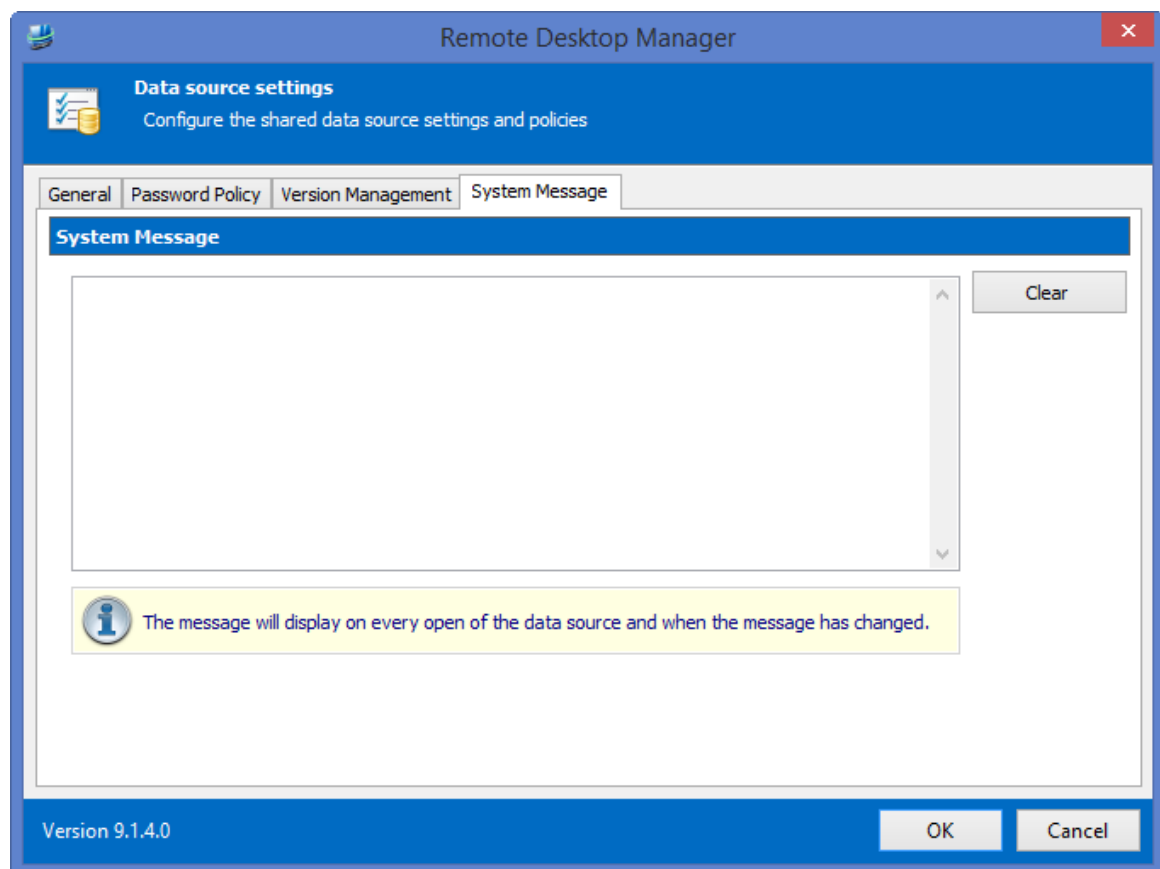 Remote Desktop Manager
Data source settings
Configure the shared data source settings and policies
General Password Policy Version Management System Message
System Message
Clear
The message will display on every open of the data source and when the message has changed.
Version 9.1.4.0 OK Cancel